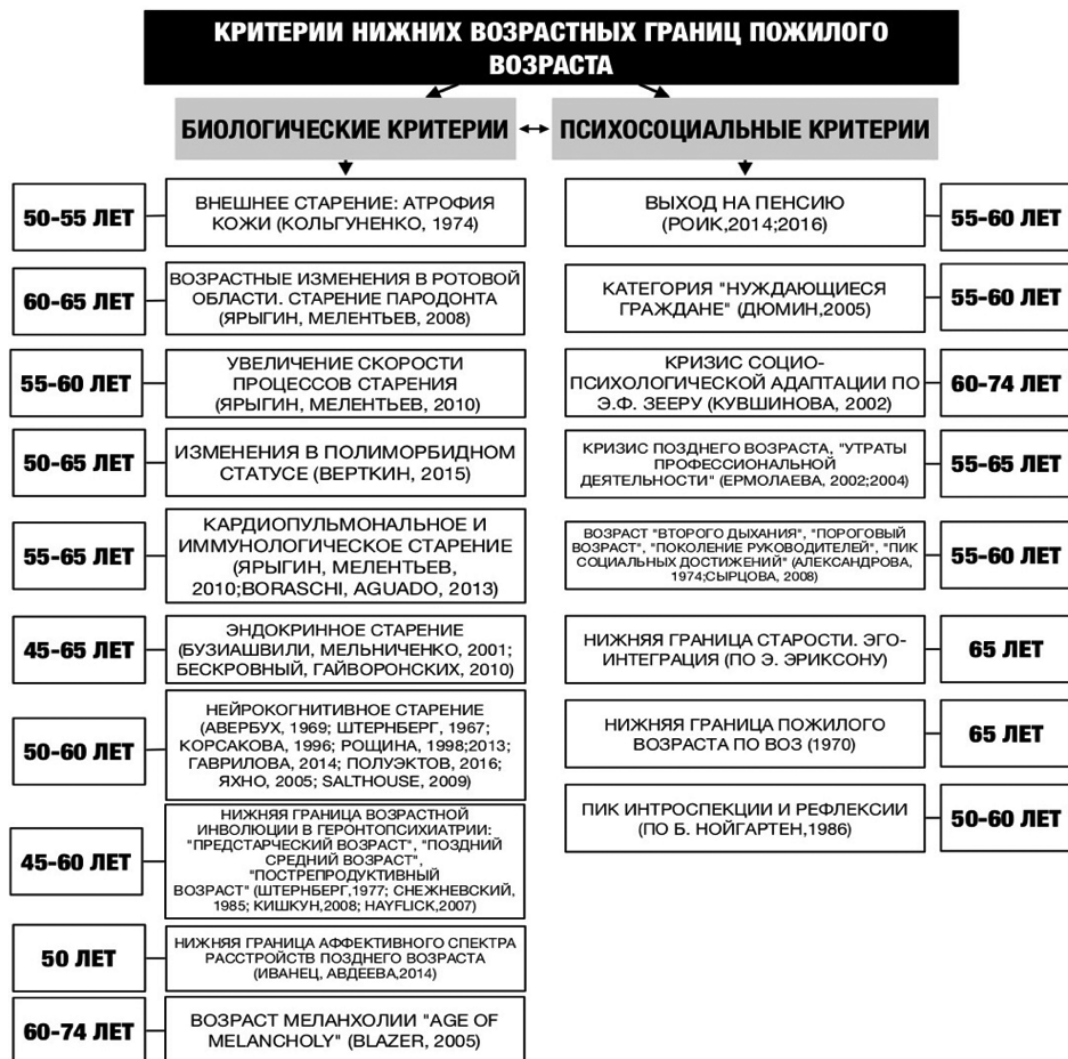 КРИТЕРИИ НИЖНИХ ВОЗРАСТНЫХ ГРАНИЦ ПОЖИЛОГО
ВОЗРАСТА
БИОЛОГИЧЕСКИЕ КРИТЕРИИ
50-55 ЛЕТ
ВНЕШНЕЕ СТАРЕНИЕ: АТРОФИЯ
КОЖИ (КОЛЬГУНЕНКО, 1974)
60-65 ЛЕТ
ВОЗРАСТНЫЕ ИЗМЕНЕНИЯ В РОТОВОЙ
ОБЛАСТИ. СТАРЕНИЕ ПАРОДОНТА
(ЯРЫГИН, МЕЛЕНТЬЕВ, 2008)
55-60 ЛЕТ
УВЕЛИЧЕНИЕ СКОРОСТИ
ПРОЦЕССОВ СТАРЕНИЯ
(ЯРЫГИН, МЕЛЕНТЬЕВ, 2010)
50-65 ЛЕТ
ИЗМЕНЕНИЯ В ПОЛИМОРБИДНОМ
СТАТУСЕ (ВЕРТКИН, 2015)
55-65 ЛЕТ
КАРДИОПУЛЬМОНАЛЬНОЕ И
ИММУНОЛОГИЧЕСКОЕ СТАРЕНИЕ
(ЯРЫГИН, МЕЛЕНТЬЕВ,
2010;BORASCHI, AGUADO, 2013)
45-65 ЛЕТ
ЭНДОКРИННОЕ СТАРЕНИЕ
(БУЗИАШВИЛИ, МЕЛЬНИЧЕНКО, 2001;
БЕСКРОВНЫЙ, ГАЙВОРОНСКИХ, 2010)
50-60 ЛЕТ
НЕЙРОКОГНИТИВНОЕ СТАРЕНИЕ
(АВЕРБУХ, 1969; ШТЕРНБЕРГ, 1967;
КОРСАКОВА, 1996; РОЩИНА, 1998;2013;
ГАВРИЛОВА, 2014; ПОЛУЭКТОВ, 2016;
ЯХНО, 2005; SALTHOUSE, 2009)
45-60 ЛЕТ
НИЖНЯЯ ГРАНИЦА ВОЗРАСТНОЙ
ИНВОЛЮЦИИ В ГЕРОНТОПСИХИАТРИИ:
"ПРЕДСТАРЧЕСКИЙ ВОЗРАСТ", "ПОЗДНИЙ
СРЕДНИЙ ВОЗРАСТ",
"ПОСТРЕПРОДУКТИВНЫЙ
ВОЗРАСТ" (ШТЕРНБЕРГ,1977; СНЕЖНЕВСКИЙ,
1985; КИШКУН,2008; HAYFLICK,2007)
50 ЛЕТ
НИЖНЯЯ ГРАНИЦА АФФЕКТИВНОГО СПЕКТРА
РАССТРОЙСТВ ПОЗДНЕГО ВОЗРАСТА
(ИВАНЕЦ, АВДЕЕВА,2014)
60-74 ЛЕТ
ВОЗРАСТ МЕЛАНХОЛИИ "AGE OF
MELANCHOLY" (BLAZER, 2005)
ПСИХОСОЦИАЛЬНЫЕ КРИТЕРИИ
ВЫХОД НА ПЕНСИЮ
(РОИК,2014;2016)
55-60 ЛЕТ
КАТЕГОРИЯ "НУЖДАЮЩИЕСЯ
ГРАЖДАНЕ" (ДЮМИН,2005)
55-60 ЛЕТ
КРИЗИС СОЦИО-
ПСИХОЛОГИЧЕСКОЙ АДАПТАЦИИ ПО
Э.Ф. ЗЕЕРУ (КУВШИНОВА, 2002)
60-74 ЛЕТ
КРИЗИС ПОЗДНЕГО ВОЗРАСТА, "УТРАТЫ
ПРОФЕССИОНАЛЬНОЙ
ДЕЯТЕЛЬНОСТИ" (ЕРМОЛАЕВА, 2002;2004)
55-65 ЛЕТ
ВОЗРАСТ "ВТОРОГО ДЫХАНИЯ", "ПОРОГОВЫЙ
ВОЗРАСТ", "ПОКОЛЕНИЕ РУКОВОДИТЕЛЕЙ", "ПИК
СОЦИАЛЬНЫХ ДОСТИЖЕНИЙ" (АЛЕКСАНДРОВА,
1974;СЫРЦОВА, 2008)
55-60 ЛЕТ
НИЖНЯЯ ГРАНИЦА СТАРОСТИ. ЭГО-
ИНТЕГРАЦИЯ (ПО Э. ЭРИКСОНУ)
65 ЛЕТ
НИЖНЯЯ ГРАНИЦА ПОЖИЛОГО
ВОЗРАСТА ПО ВОЗ (1970)
65 ЛЕТ
ПИК ИНТРОСПЕКЦИИ И РЕФЛЕКСИИ
(ПО Б. НОЙГАРТЕН,1986)
50-60 ЛЕТ